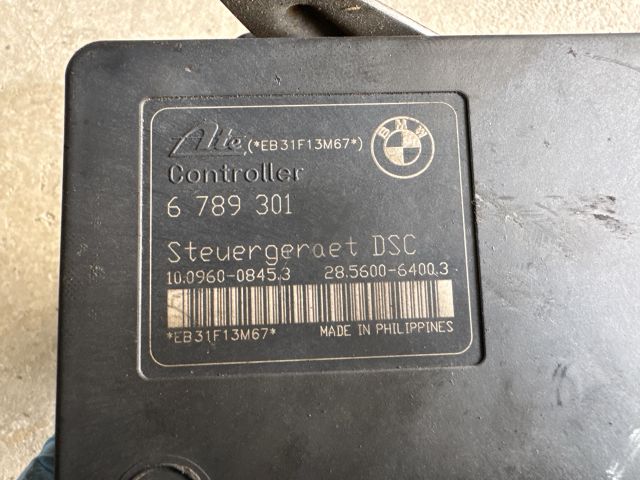 Ate (*EB31F13M67*) BMW
Controller
6 789 301
Steuergeraet DSC
10.0960-0845.3 28.5600-6400.3
*EB31F13M67* MADE IN PHILIPPINES